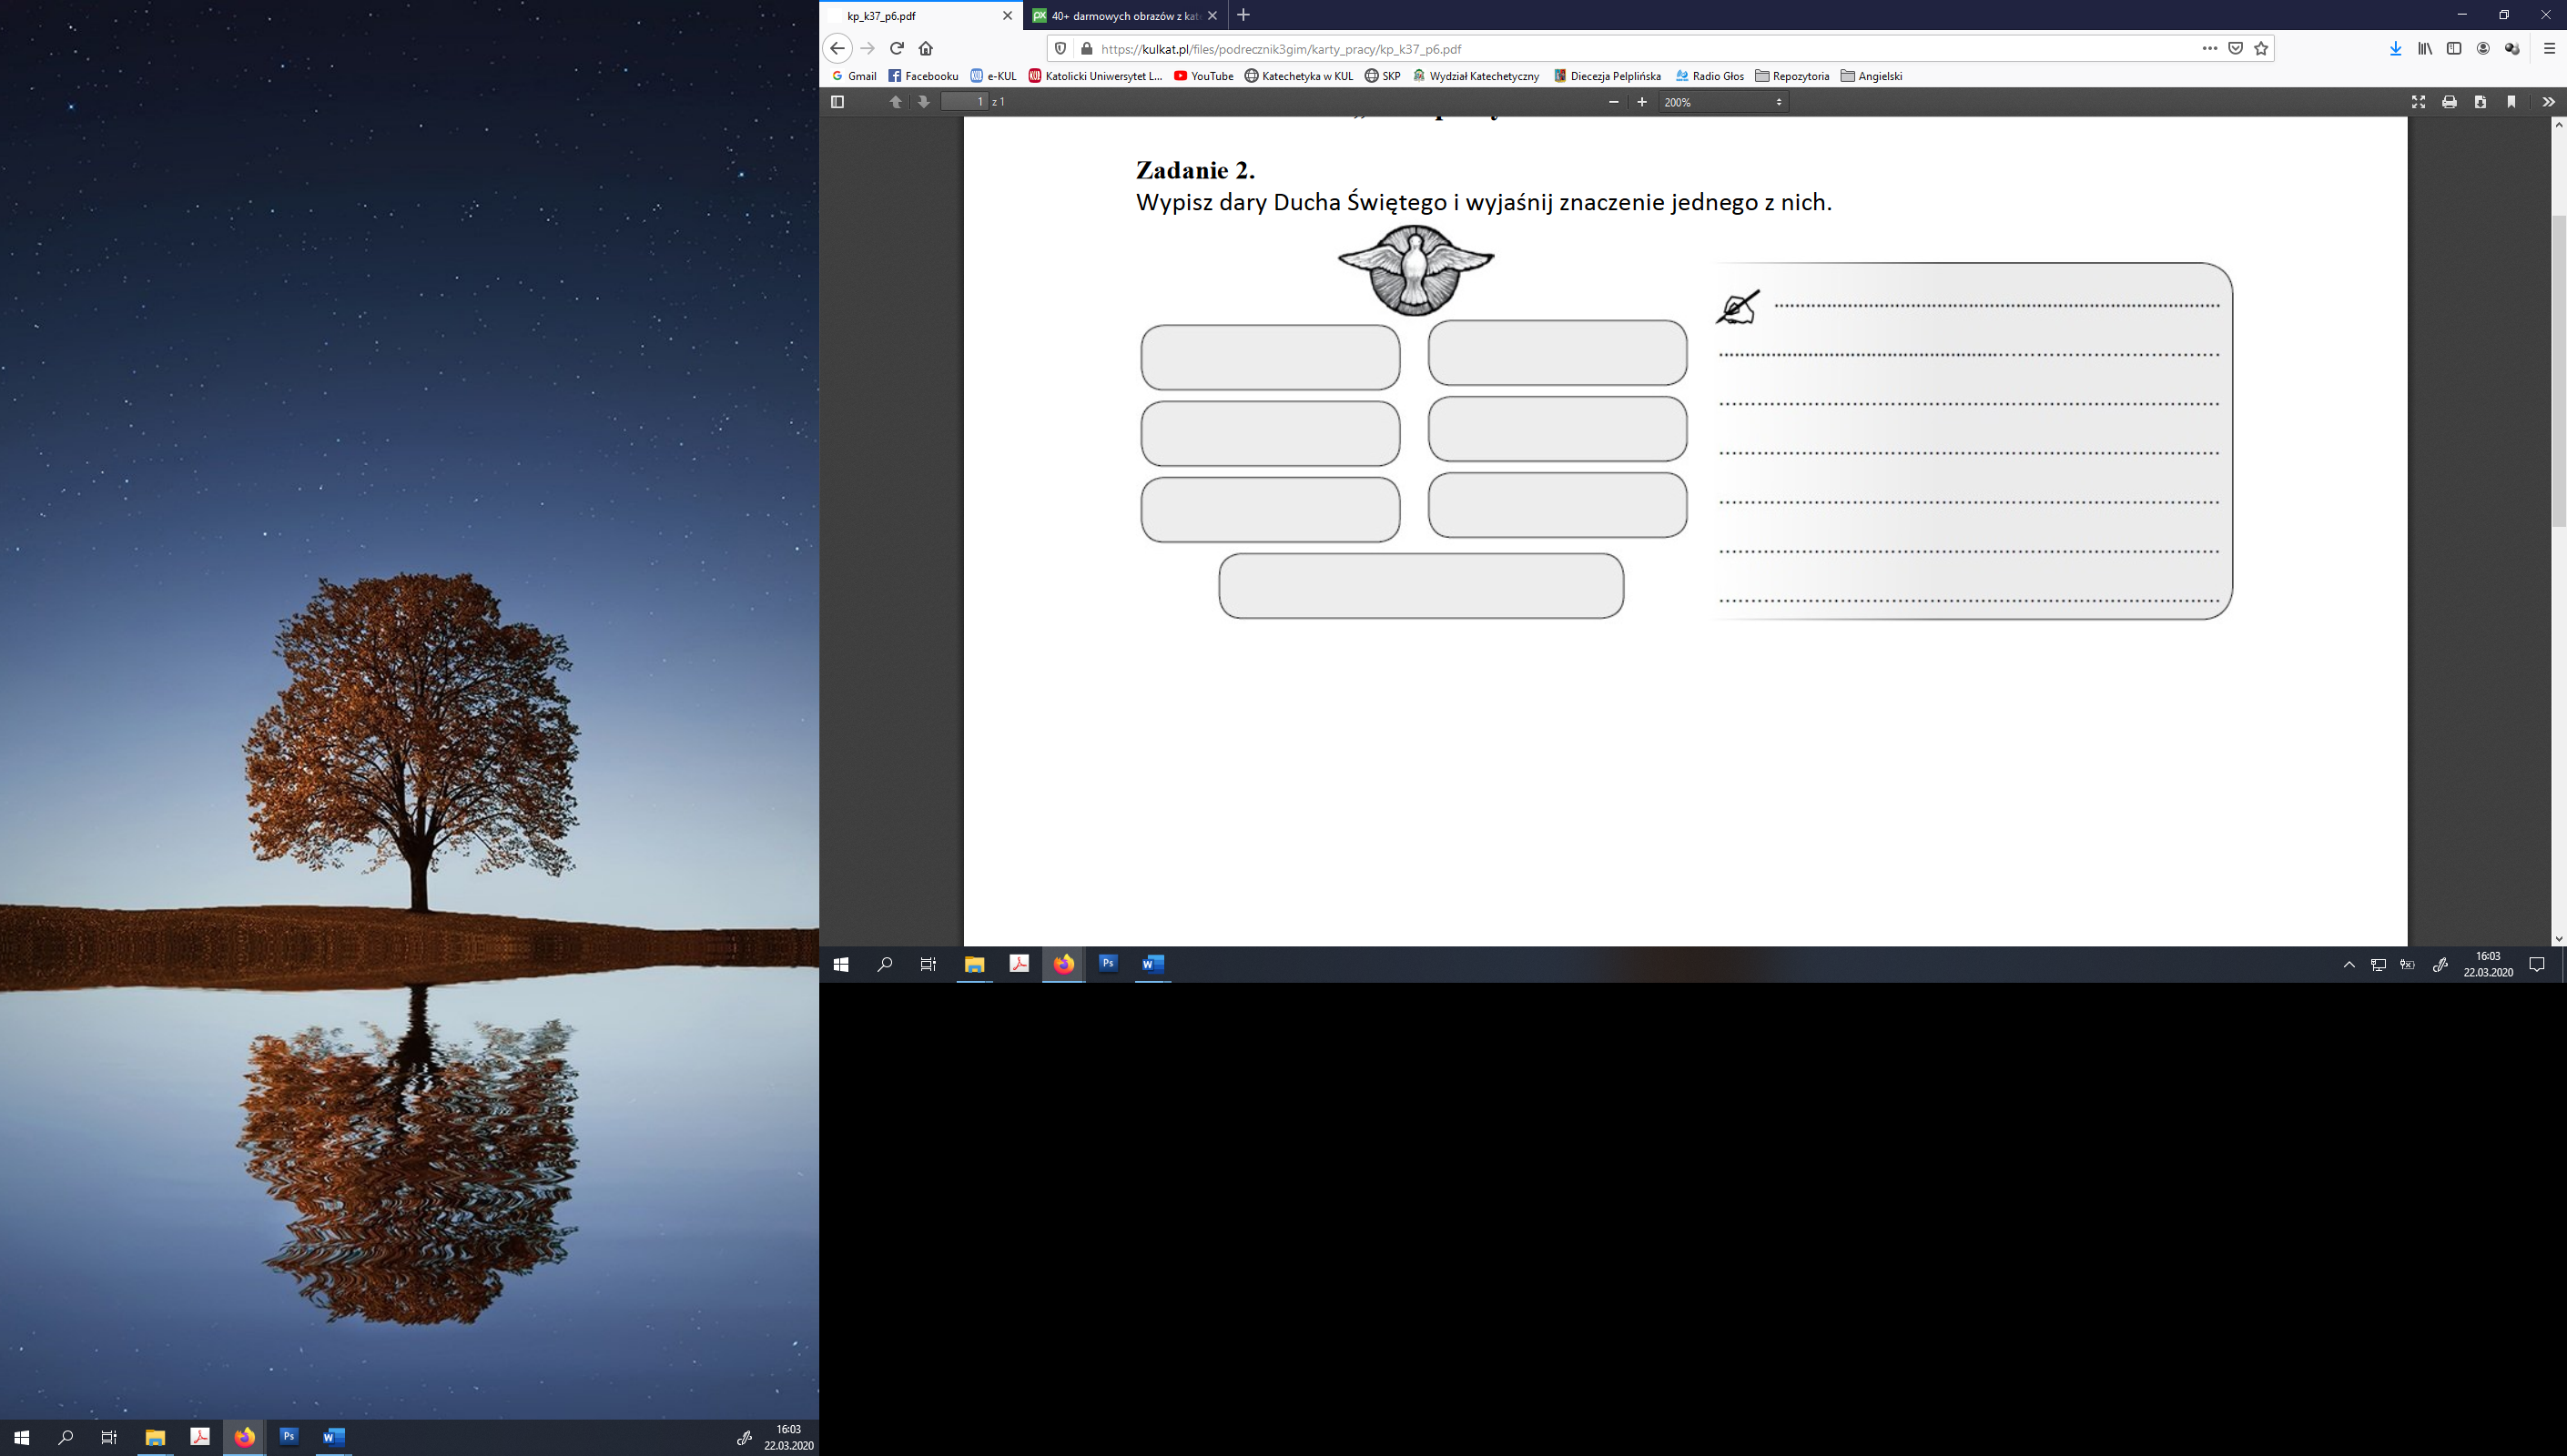 kp_k37_p6.pdf
40+ darmowych obrazów z kat
https://kulkat.pl/files/podrecznik3gim/karty_pracy/kp_k37_p6.pdf
Gmail Facebooku e-KUL Katolicki Uniwersytet L... YouTube Katechetyka w KUL SKP Wydział Katechetyczny Diecezja Pelplińska Radio Głos Repozytoria Angielski
1 z 1 200%
Zadanie 2.
Wypisz dary Ducha Świętego i wyjaśnij znaczenie jednego z nich.
Ps W
16:03
22.03.2020
Ps W
16:03
22.03.2020